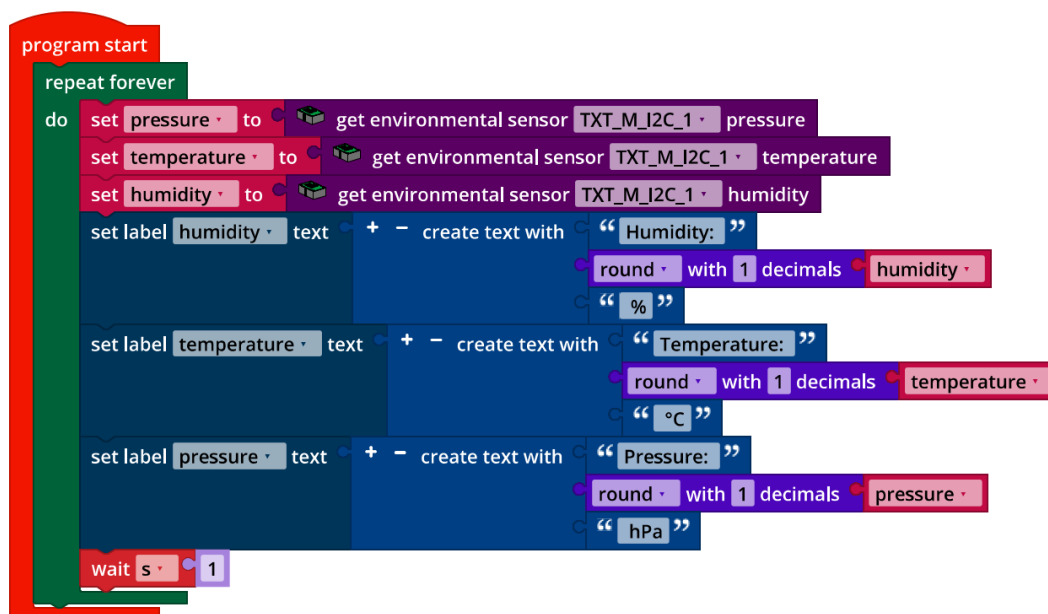 program start
repeat forever
do set pressure to get environmental sensor TXT_M_I2C_1 pressure
set temperature to get environmental sensor TXT_M_I2C_1 temperature
set humidity to get environmental sensor TXT_M_I2C_1 humidity
set label humidity text + − create text with “ Humidity: ”
round with 1 decimals humidity
“ % ”
set label temperature text + − create text with “ Temperature: ”
round with 1 decimals temperature
“ °C ”
set label pressure text + − create text with “ Pressure: ”
round with 1 decimals pressure
“ hPa ”
wait s 1